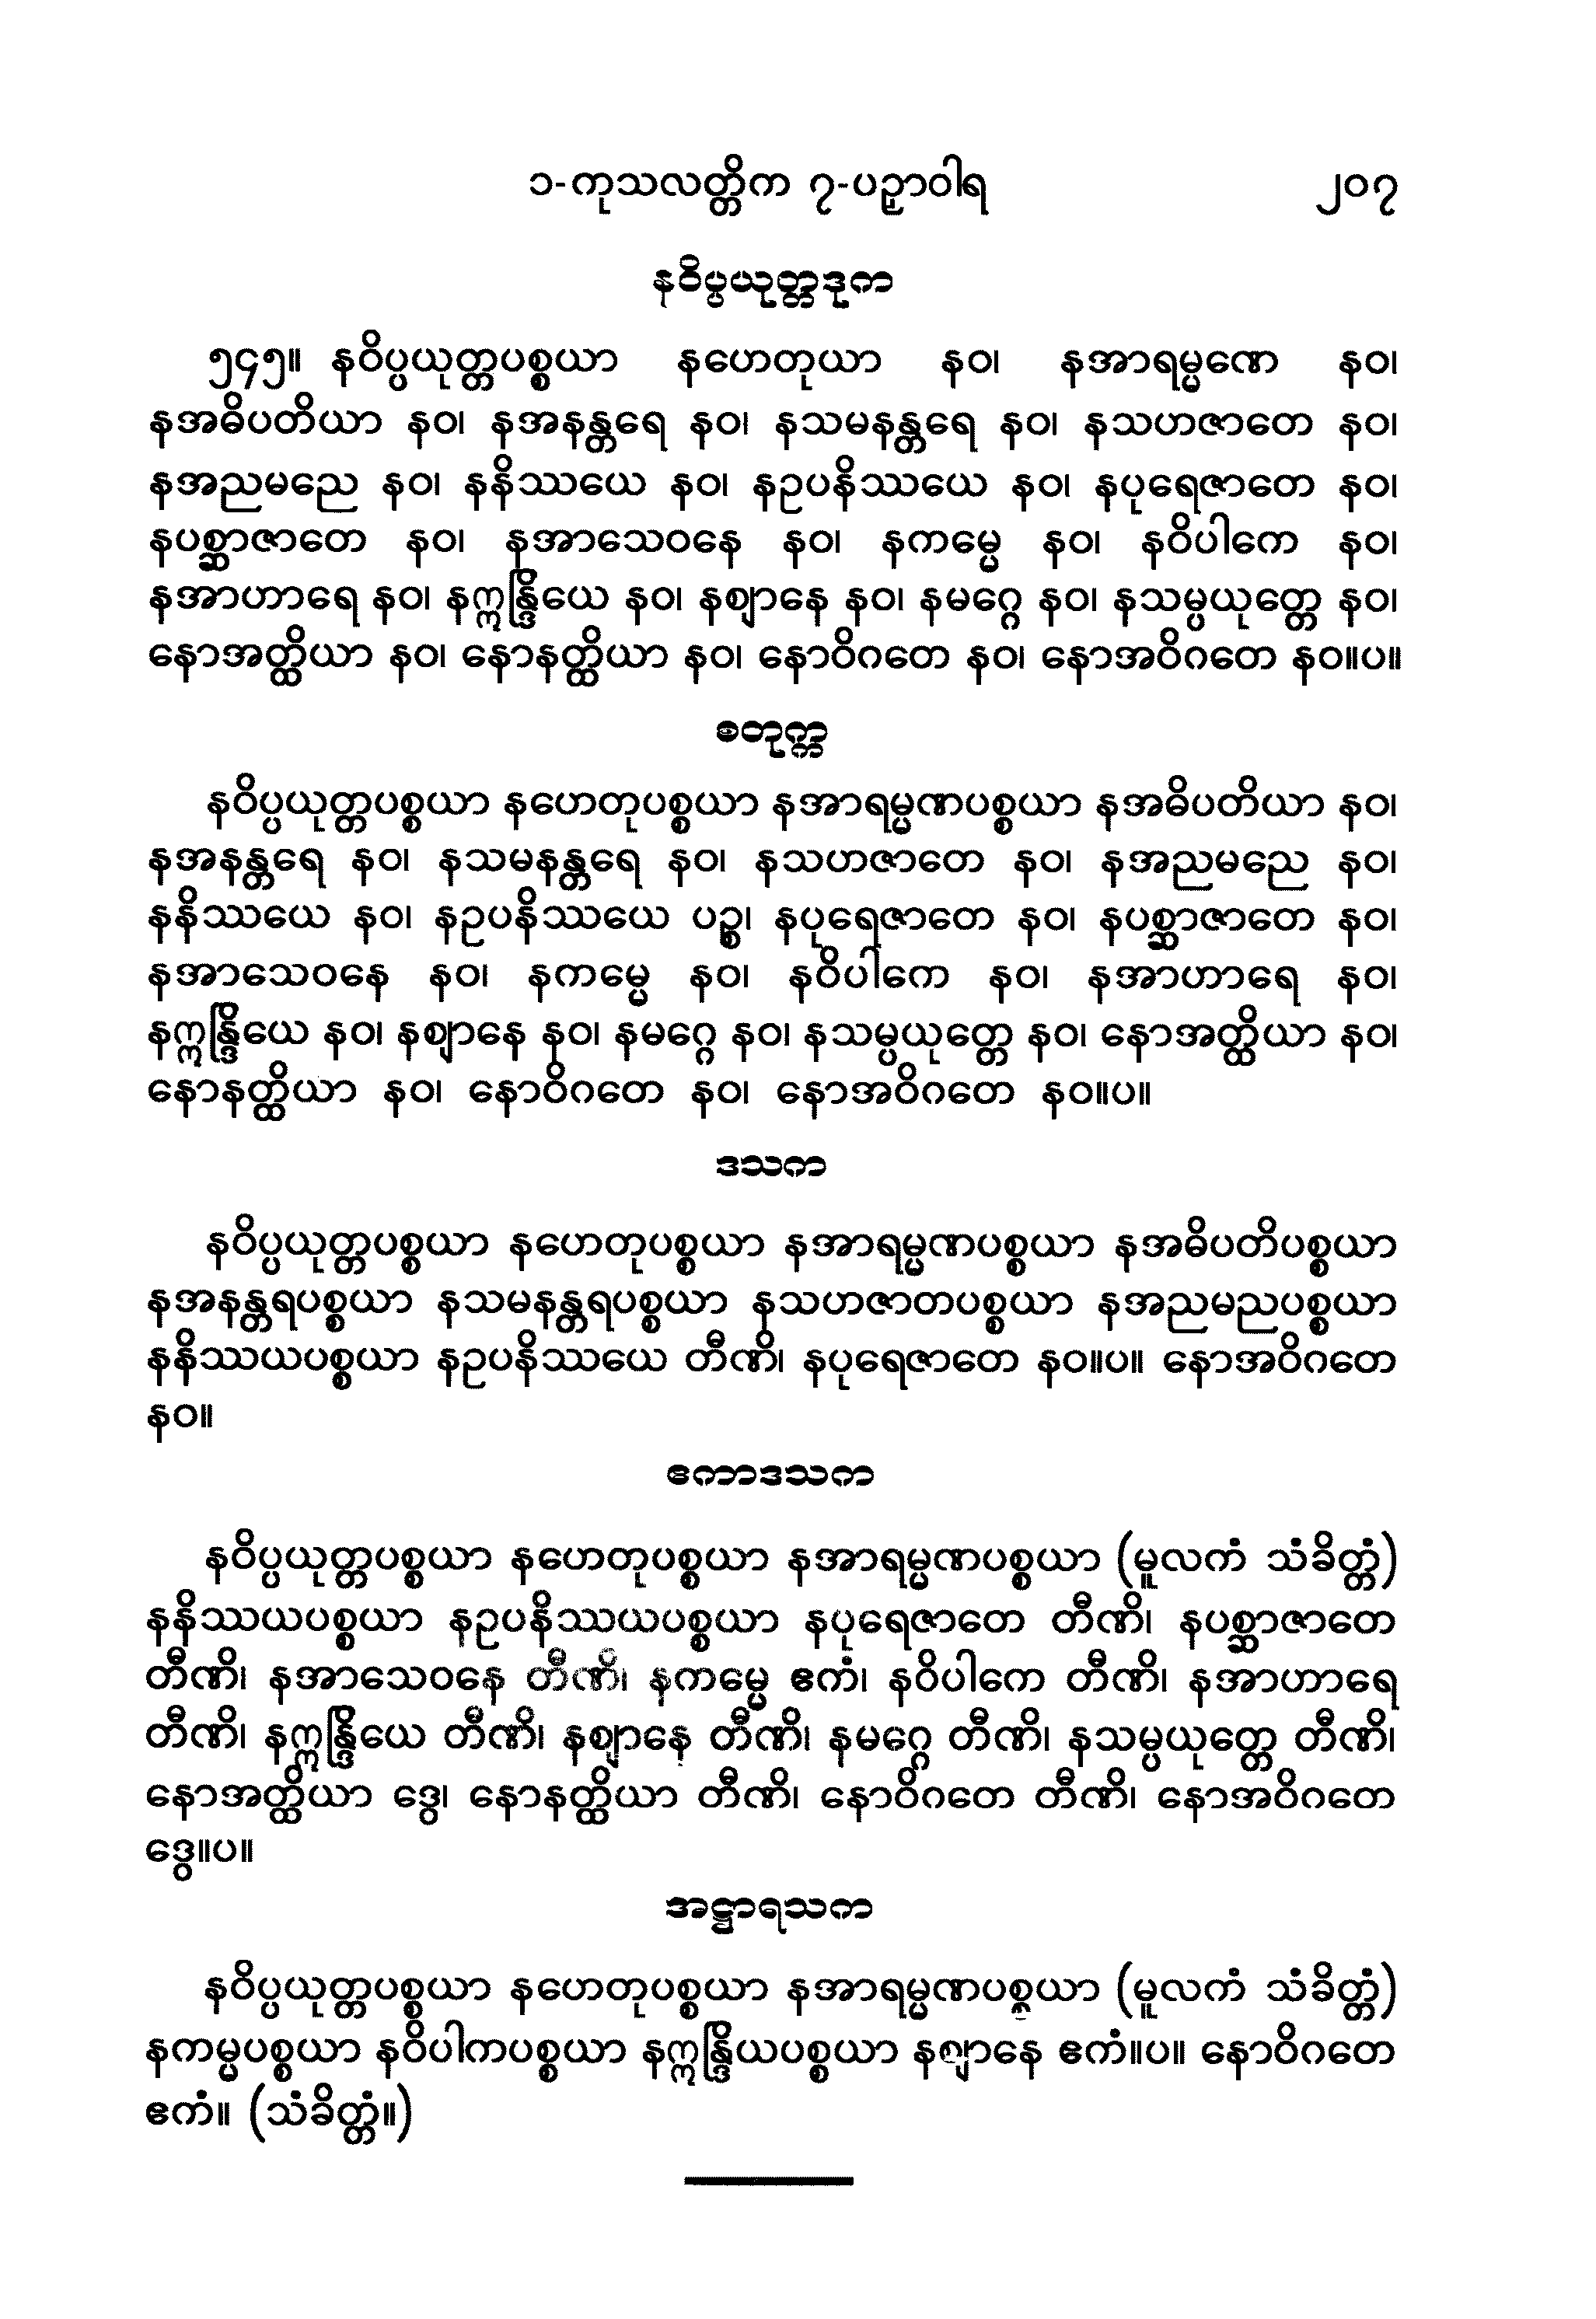 ၁-ကုသလတ္တိက ၇-ပဉှာဝါရ ၂၀၇
နဝိပ္ပယုတ္တဒုက
၅၄၅။ နဝိပ္ပယုတ္တပစ္စယာ နဟေတုယာ နဝ၊ နအာရမ္မဏေ နဝ၊
နအဓိပတိယာ နဝ၊ နအနန္တရေ နဝ၊ နသမနန္တရေ နဝ၊ နသဟဇာတေ နဝ၊
နအညမညေ နဝ၊ နနိဿယေ နဝ၊ နဥပနိဿယေ နဝ၊ နပုရေဇာတေ နဝ၊
နပစ္ဆာဇာတေ နဝ၊ နအာသေဝနေ နဝ၊ နကမ္မေ နဝ၊ နဝိပါကေ နဝ၊
နအာဟာရေ နဝ၊ နဣန္ဒြိယေ နဝ၊ နဈာနေ နဝ၊ နမဂ္ဂေ နဝ၊ နသမ္ပယုတ္တေ နဝ၊
နောအတ္ထိယာ နဝ၊ နောနတ္ထိယာ နဝ၊ နောဝိဂတေ နဝ၊ နောအဝိဂတေ နဝ။ပ။
စတုက္က
နဝိပ္ပယုတ္တပစ္စယာ နဟေတုပစ္စယာ နအာရမ္မဏပစ္စယာ နအဓိပတိယာ နဝ၊
နအနန္တရေ နဝ၊ နသမနန္တရေ နဝ၊ နသဟဇာတေ နဝ၊ နအညမညေ နဝ၊
နနိဿယေ နဝ၊ နဥပနိဿယေ ပဉ္စ၊ နပုရေဇာတေ နဝ၊ နပစ္ဆာဇာတေ နဝ၊
နအာသေဝနေ နဝ၊ နကမ္မေ နဝ၊ နဝိပါကေ နဝ၊ နအာဟာရေ နဝ၊
နဣန္ဒြိယေ နဝ၊ နဈာနေ နဝ၊ နမဂ္ဂေ နဝ၊ နသမ္ပယုတ္တေ နဝ၊ နောအတ္ထိယာ နဝ၊
နောနတ္ထိယာ နဝ၊ နောဝိဂတေ နဝ၊ နောအဝိဂတေ နဝ။ပ။
ဒသက
နဝိပ္ပယုတ္တပစ္စယာ နဟေတုပစ္စယာ နအာရမ္မဏပစ္စယာ နအဓိပတိပစ္စယာ
နအနန္တရပစ္စယာ နသမနန္တရပစ္စယာ နသဟဇာတပစ္စယာ နအညမညပစ္စယာ
နနိဿယပစ္စယာ နဥပနိဿယေ တီဏိ၊ နပုရေဇာတေ နဝ။ပ။ နောအဝိဂတေ
နဝ။
ဧကာဒသက
နဝိပ္ပယုတ္တပစ္စယာ နဟေတုပစ္စယာ နအာရမ္မဏပစ္စယာ (မူလကံ သံခိတ္တံ)
နနိဿယပစ္စယာ နဥပနိဿယပစ္စယာ နပုရေဇာတေ တီဏိ၊ နပစ္ဆာဇာတေ
တီဏိ၊ နအာသေဝနေ တီဏိ၊ နကမ္မေ ဧကံ၊ နဝိပါကေ တီဏိ၊ နအာဟာရေ
တီဏိ၊ နဣန္ဒြိယေ တီဏိ၊ နဈာနေ တီဏိ၊ နမဂ္ဂေ တီဏိ၊ နသမ္ပယုတ္တေ တီဏိ၊
နောအတ္ထိယာ ဒွေ၊ နောနတ္ထိယာ တီဏိ၊ နောဝိဂတေ တီဏိ၊ နောအဝိဂတေ
ဒွေ။ပ။
အဋ္ဌာရသက
နဝိပ္ပယုတ္တပစ္စယာ နဟေတုပစ္စယာ နအာရမ္မဏပစ္စယာ (မူလကံ သံခိတ္တံ)
နကမ္မပစ္စယာ နဝိပါကပစ္စယာ နဣန္ဒြိယပစ္စယာ နဈာနေ ဧကံ။ပ။ နောဝိဂတေ
ဧကံ။ (သံခိတ္တံ။)